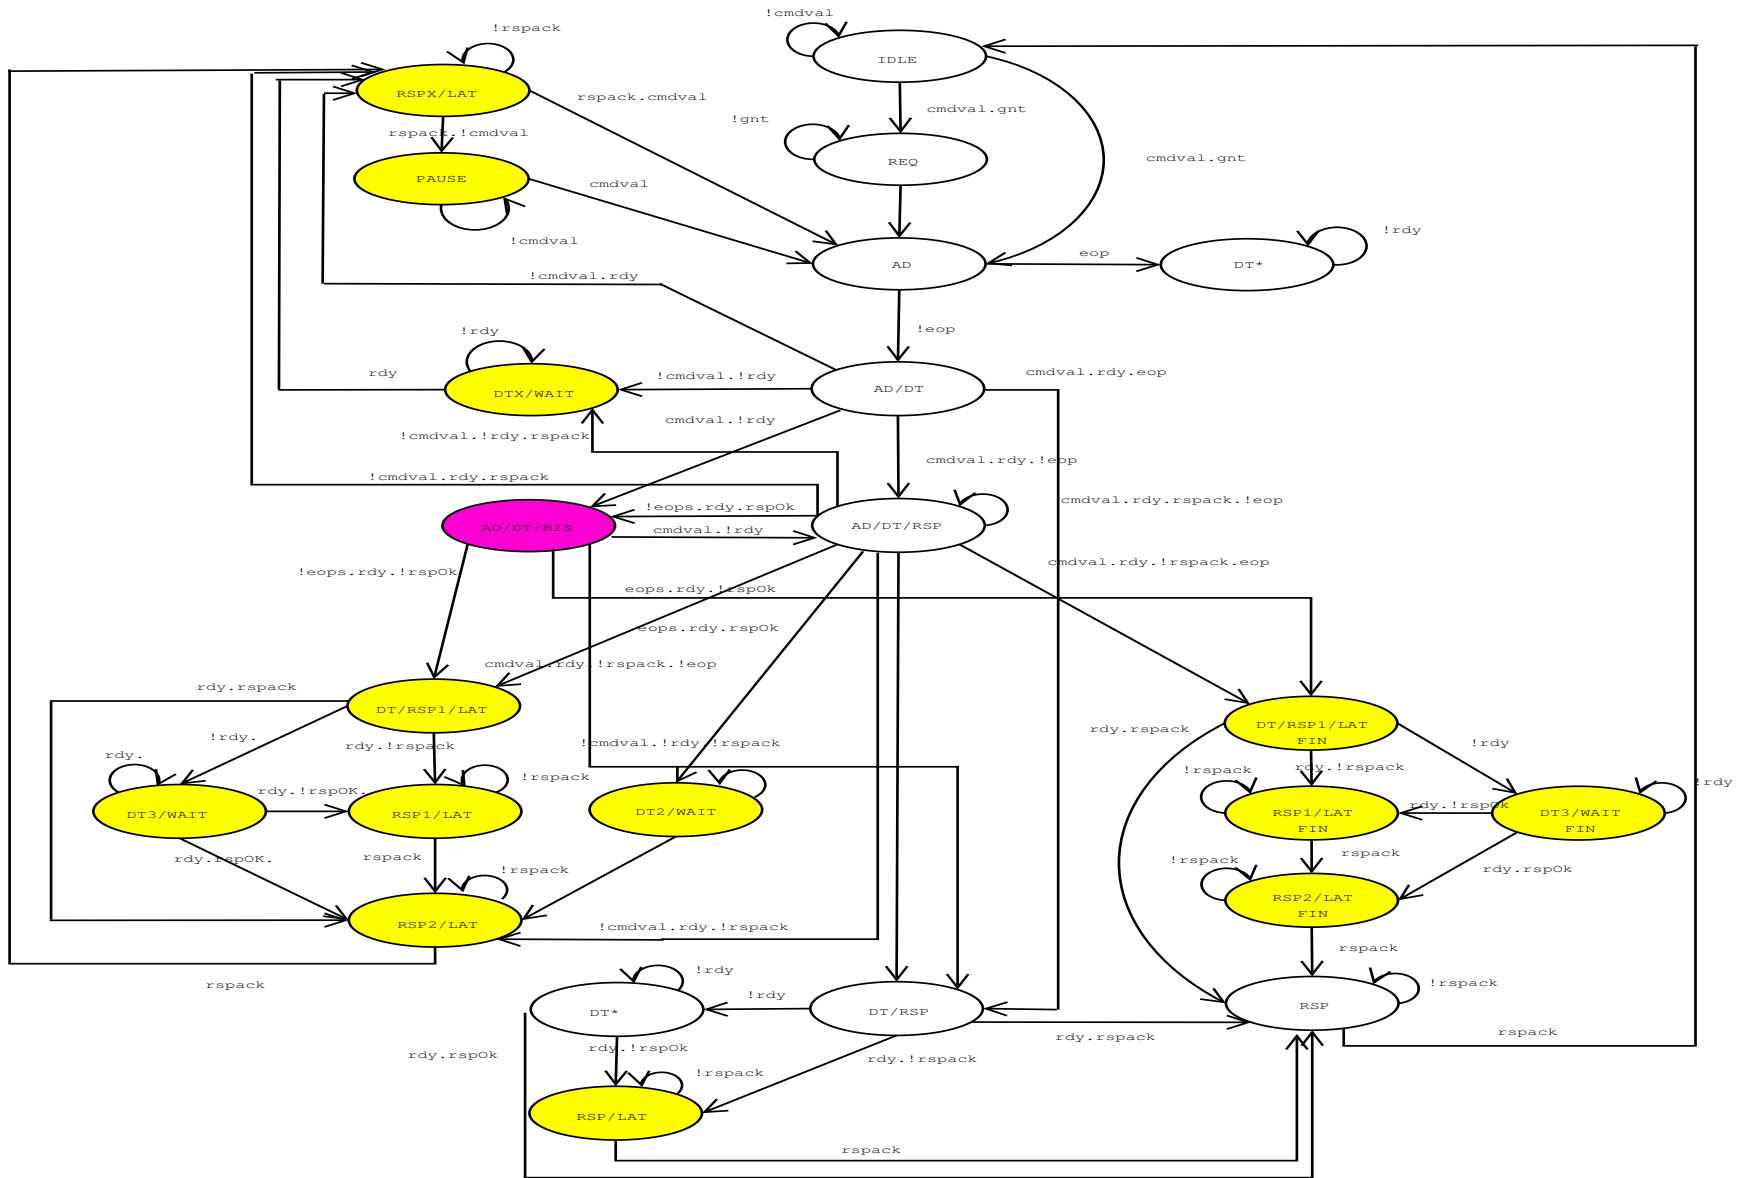 !cmdval
!rspack
IDLE
RSPX/LAT
rspack.cmdval
cmdval.gnt
!gnt
rspack.!cmdval
REQ
cmdval.gnt
PAUSE
cmdval
!rdy
!cmdval
eop
AD
DT*
!cmdval.rdy
!rdy
!eop
rdy
!cmdval.!rdy
cmdval.rdy.eop
DTX/WAIT
AD/DT
cmdval.!rdy
!cmdval.!rdy.rspack
cmdval.rdy.!eop
!cmdval.rdy.rspack
cmdval.rdy.rspack.!eop
!eops.rdy.rspOk
AD/DT/BIS
cmdval.!rdy
AD/DT/RSP
cmdval.rdy.!rspack.eop
!eops.rdy.!rspOk
eops.rdy.!rspOk
eops.rdy.rspOk
cmdval.rdy.!rspack.!eop
rdy.rspack
DT/RSP1/LAT
DT/RSP1/LAT
FIN
rdy.rspack
!rdy.
rdy.!rspack
!cmdval.!rdy.!rspack
!rdy
rdy.
!rspack
!rspack
rdy.!rspack
!rdy
rdy.!rspOK.
rdy.!rspOk
DT3/WAIT
RSP1/LAT
DT2/WAIT
RSP1/LAT
FIN
DT3/WAIT
FIN
rdy.rspOK.
rspack
!rspack
!rspack
rspack
rdy.rspOk
RSP2/LAT
RSP2/LAT
FIN
!cmdval.rdy.!rspack
rspack
rspack
!rdy
!rdy
!rspack
DT*
DT/RSP
RSP
rspack
rdy.rspOk
rdy.!rspOk
rdy.rspack
rdy.!rspack
!rspack
RSP/LAT
rspack